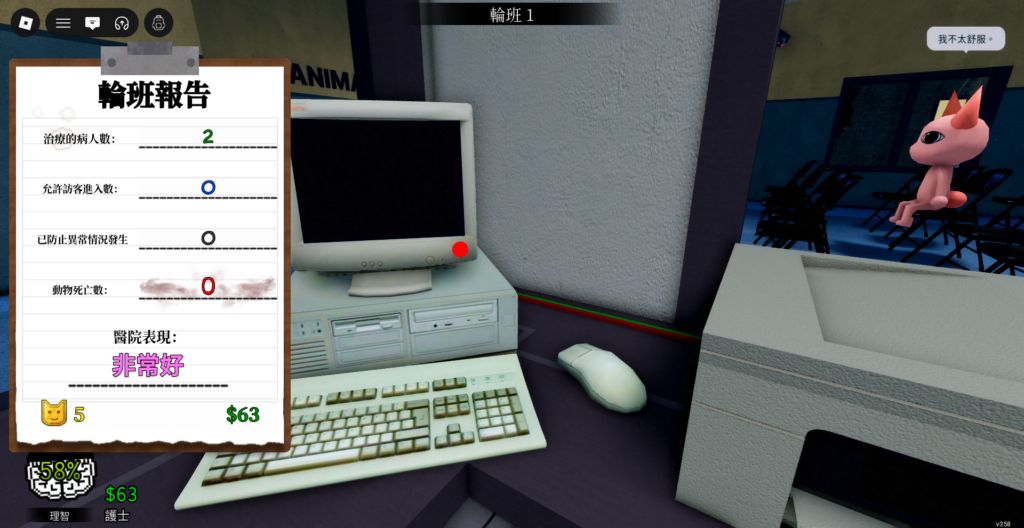 輪班 1
我不太舒服。
ANIMA
輪班報告
治療的病人數: 2
允許訪客進入數: 0
已防止異常情況發生 0
動物死亡數: 0
醫院表現:
非常好
5 $63
58%
$63
理智 護士
v358